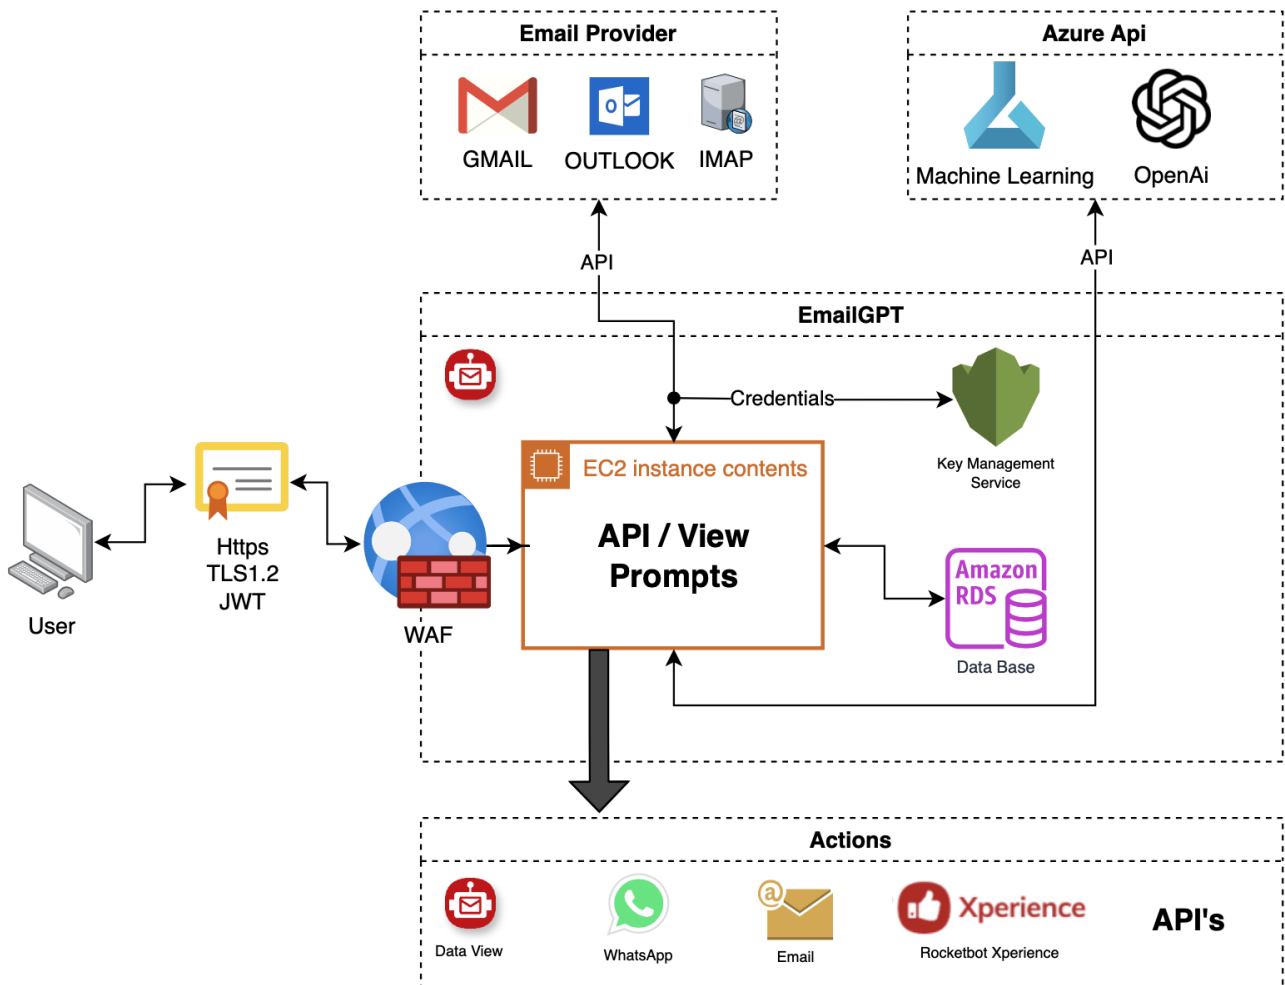 Email Provider
GMAIL
OUTLOOK
IMAP
Azure Api
Machine Learning
OpenAi
API
API
EmailGPT
Credentials
Key Management
Service
EC2 instance contents
API / View
Prompts
Https
TLS1.2
JWT
User
WAF
Amazon
RDS
Data Base
Actions
Data View
WhatsApp
@
Email
Xperience
Rocketbot Xperience
API's